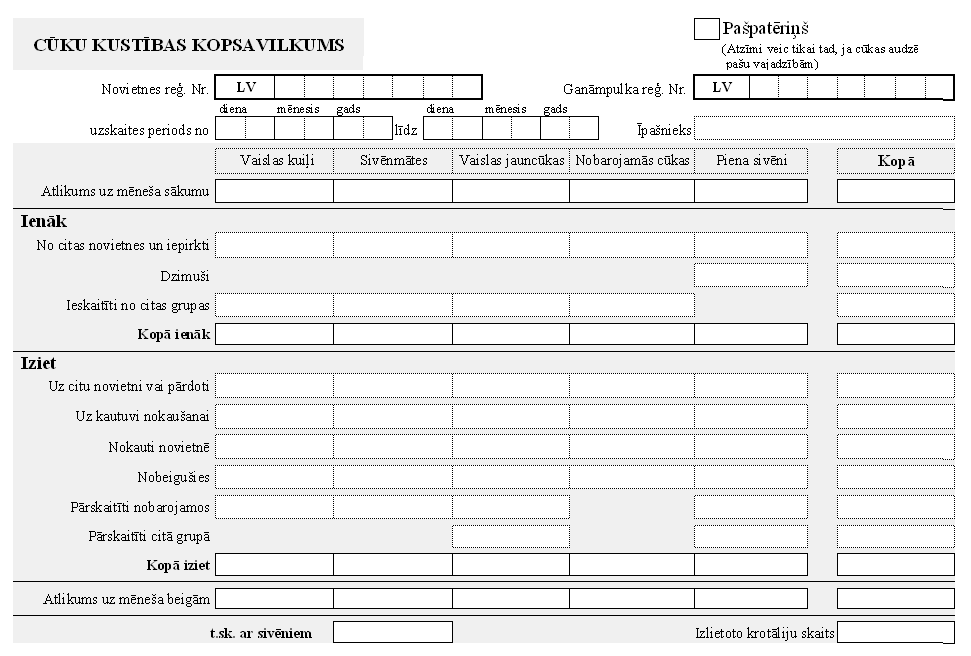 CŪKU KUSTĪBAS KOPSAVILKUMS
Pašpatēriņš
(Atzīmi veic tikai tad, ja cūkas audzē
pašu vajadzībām)
Novietnes reģ. Nr. LV
Ganāmpulka reģ. Nr. LV
diena mēnesis gads diena mēnesis gads
uzskaites periods no līdz Īpašnieks
Vaislas kuiļi Sivēnmātes Vaislas jauncūkas Nobarojamās cūkas Piena sivēni Kopā
Atlikums uz mēneša sākumu
Ienāk
No citas novietnes un iepirkti
Dzimuši
Ieskaitīti no citas grupas
Kopā ienāk
Iziet
Uz citu novietni vai pārdoti
Uz kautuvi nokaušanai
Nokauti novietnē
Nobeigušies
Pārskaitīti nobarojamos
Pārskaitīti citā grupā
Kopā iziet
Atlikums uz mēneša beigām
t.sk. ar sivēniem Izlietoto krotāliju skaits